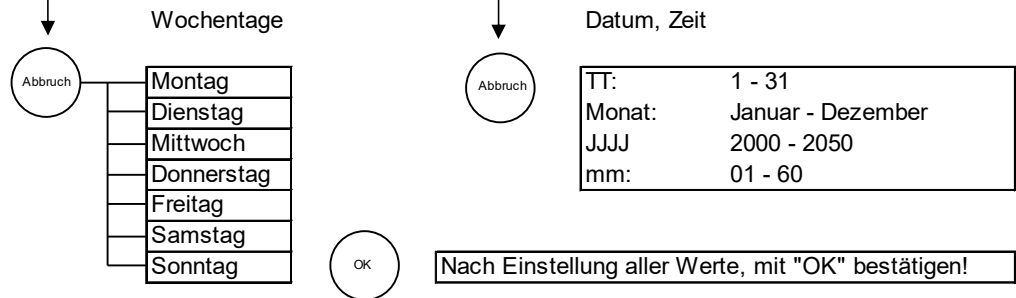 Wochentage
Datum, Zeit
Abbruch
Montag
Dienstag
Mittwoch
Donnerstag
Freitag
Samstag
Sonntag
Abbruch
TT: 1 - 31
Monat: Januar - Dezember
JJJJ 2000 - 2050
mm: 01 - 60
OK
Nach Einstellung aller Werte, mit "OK" bestätigen!